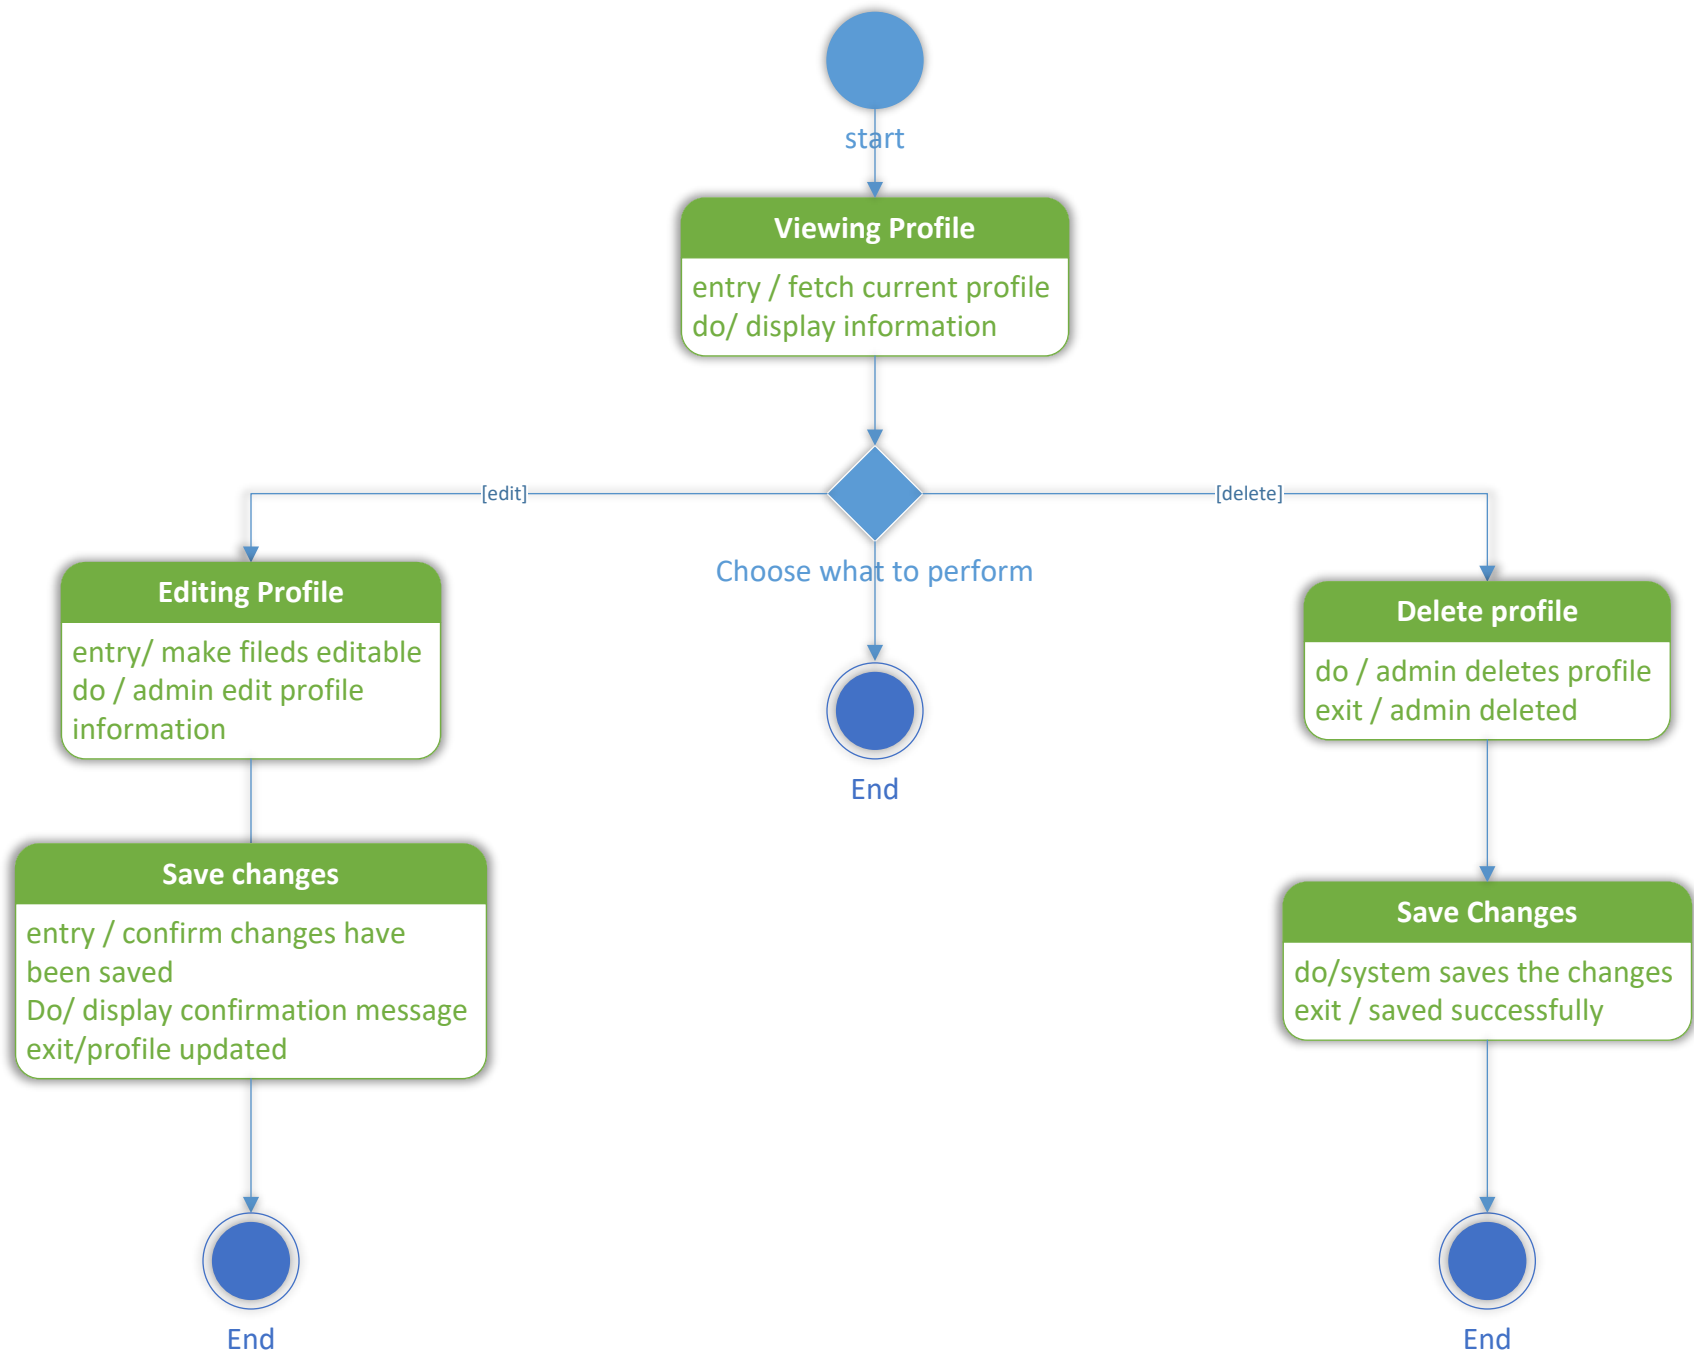 start
Viewing Profile
entry / fetch current profile
do/ display information
[edit]
[delete]
Choose what to perform
Editing Profile
entry/ make fileds editable
do / admin edit profile
information
Delete profile
do / admin deletes profile
exit / admin deleted
End
Save changes
entry / confirm changes have
been saved
Do/ display confirmation message
exit/profile updated
Save Changes
do/system saves the changes
exit / saved successfully
End
End